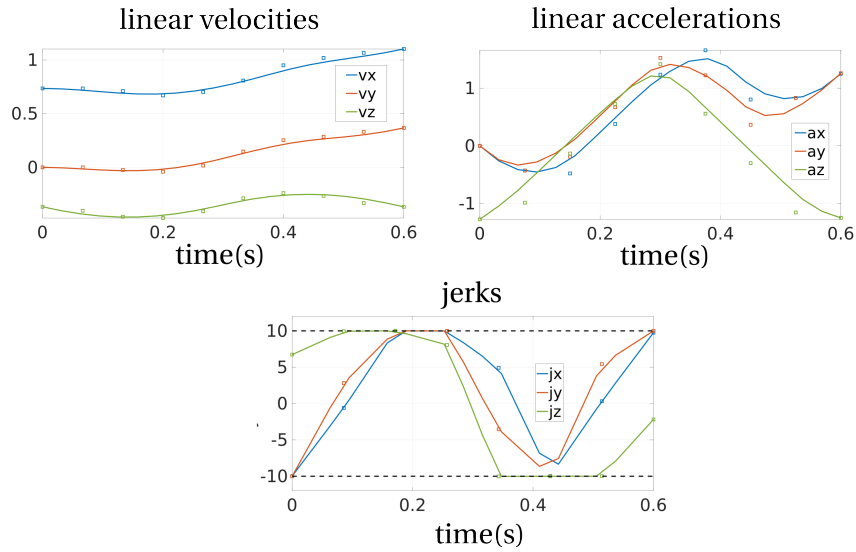 linear velocities
1
0.5
0
vx
vy
vz
0
0.2
0.4
0.6
time(s)
linear accelerations
1
0
-1
ax
ay
az
0
0.2
0.4
0.6
time(s)
jerks
10
5
0
-5
-10
jx
jy
jz
0
0.2
0.4
0.6
time(s)